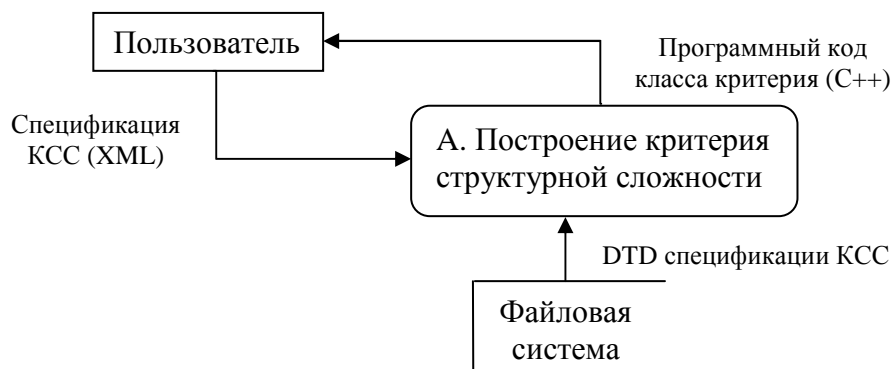 Пользователь
Программный код
класса критерия (C++)
Спецификация
КСС (XML)
А. Построение критерия
структурной сложности
DTD спецификации КСС
Файловая
система